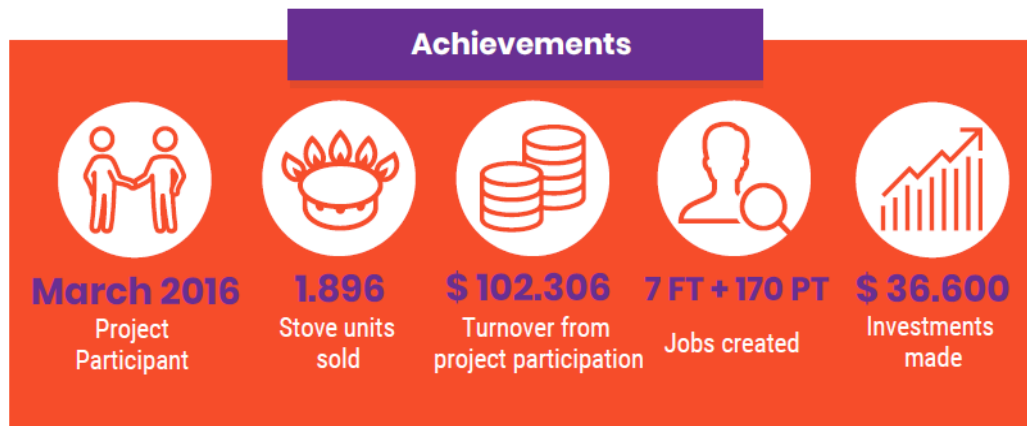 Achievements
March 2016
Project
Participant
1.896
Stove units
sold
$ 102.306
Turnover from
project participation
7 FT + 170 PT
Jobs created
$ 36.600
Investments
made